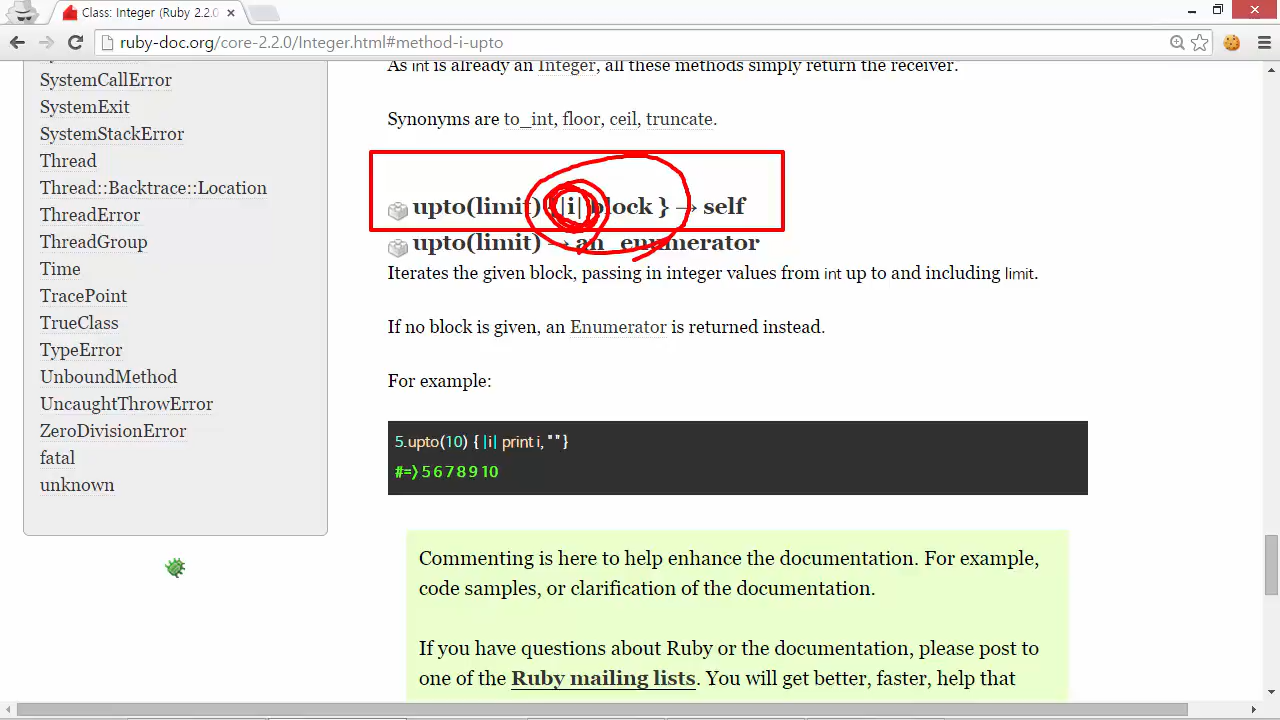 Class: Integer (Ruby 2.2.0
ruby-doc.org/core-2.2.0/Integer.html#method-i-upto
SystemCallError
SystemExit
SystemStackError
Thread
Thread::Backtrace::Location
ThreadError
ThreadGroup
Time
TracePoint
TrueClass
TypeError
UnboundMethod
UncaughtThrowError
ZeroDivisionError
fatal
unknown
As int is already an Integer, all these methods simply return the receiver.
Synonyms are to_int, floor, ceil, truncate.
upto(limit) { |i| block } → self
upto(limit) → an_enumerator
Iterates the given block, passing in integer values from int up to and including limit.
If no block is given, an Enumerator is returned instead.
For example:
5.upto(10) { |i| print i, " " }
#=> 5 6 7 8 9 10
Commenting is here to help enhance the documentation. For example,
code samples, or clarification of the documentation.
If you have questions about Ruby or the documentation, please post to
one of the Ruby mailing lists. You will get better, faster, help that